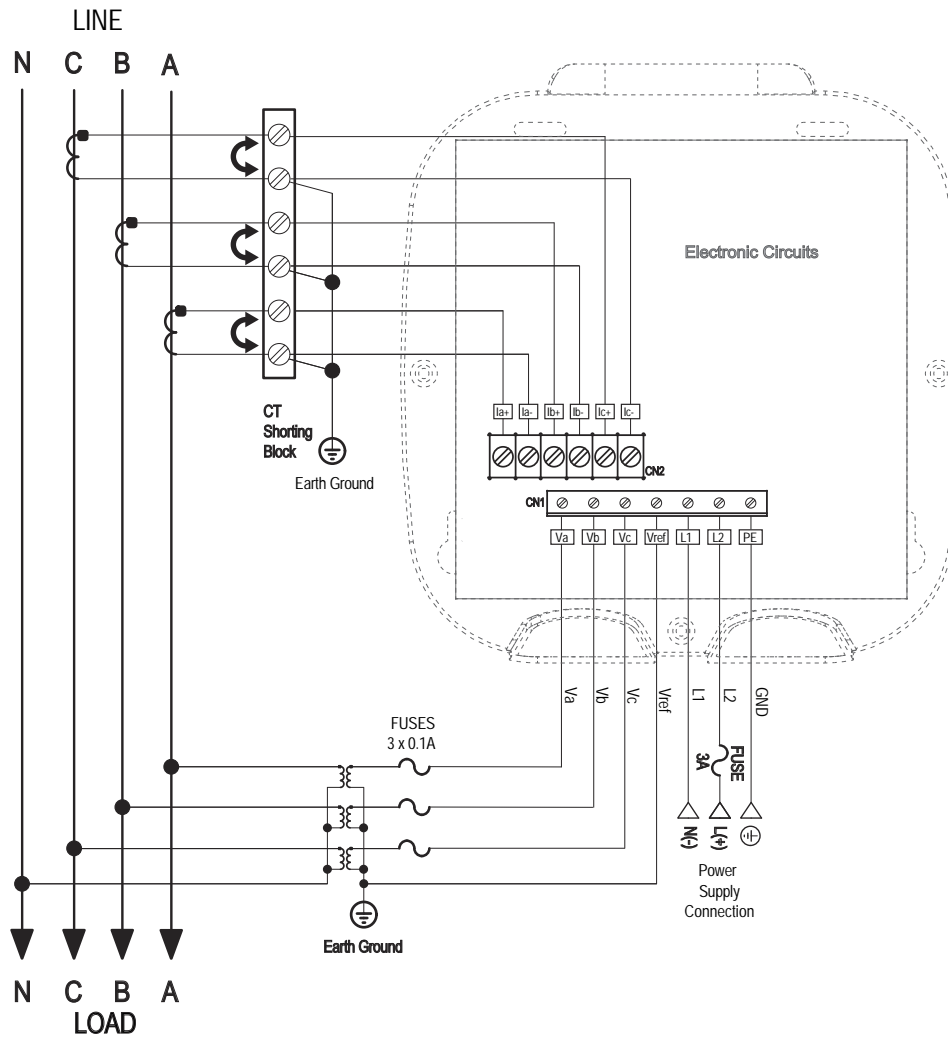 LINE
N C B A
Electronic Circuits
CT
Shorting
Block
Earth Ground
Ia+ Ia- Ib+ Ib- Ic+ Ic-
CN2
CN1
Va Vb Vc Vref L1 L2 PE
Va Vb Vc Vref L1 L2 GND
FUSES
3 x 0.1A
FUSE
3A
N(-) L(+)
Power
Supply
Connection
Earth Ground
N C B A
LOAD